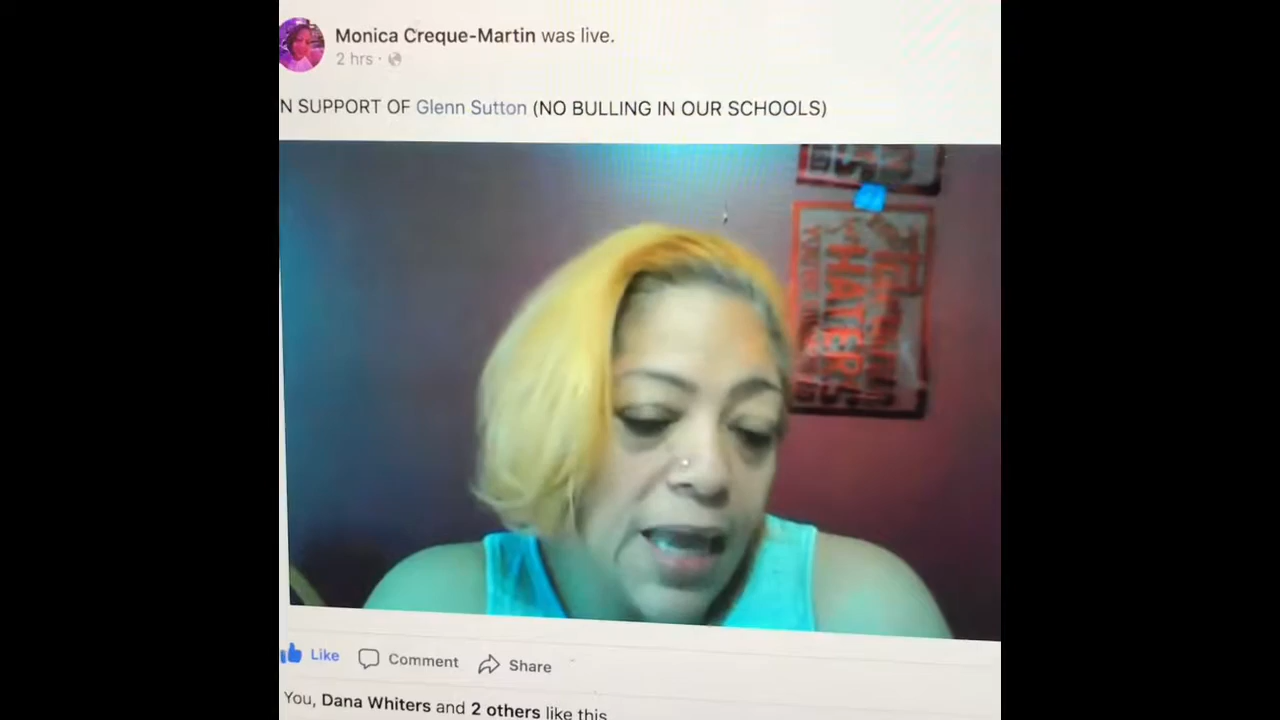 Monica Creque-Martin was live.
2 hrs ·
N SUPPORT OF Glenn Sutton (NO BULLING IN OUR SCHOOLS)
HATERS
Like Comment Share
You, Dana Whiters and 2 others like this